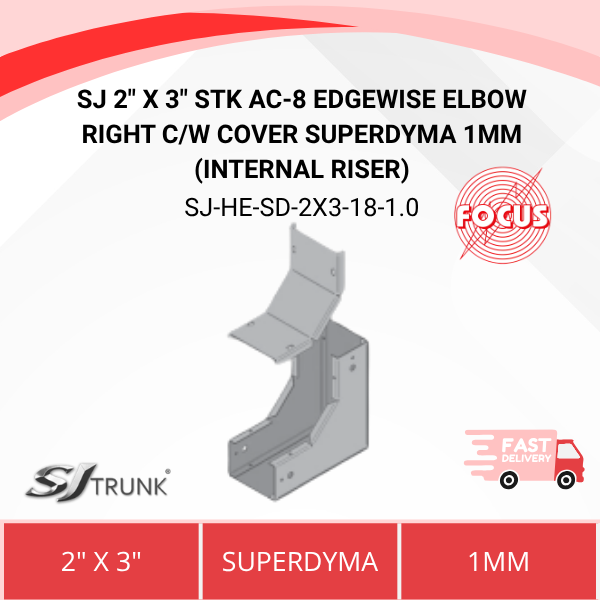 SJ 2" X 3" STK AC-8 EDGEWISE ELBOW
RIGHT C/W COVER SUPERDYMA 1MM
(INTERNAL RISER)
SJ-HE-SD-2X3-18-1.0
FOCUS
FAST
DELIVERY
SJ TRUNK®
2" X 3"
SUPERDYMA
1MM